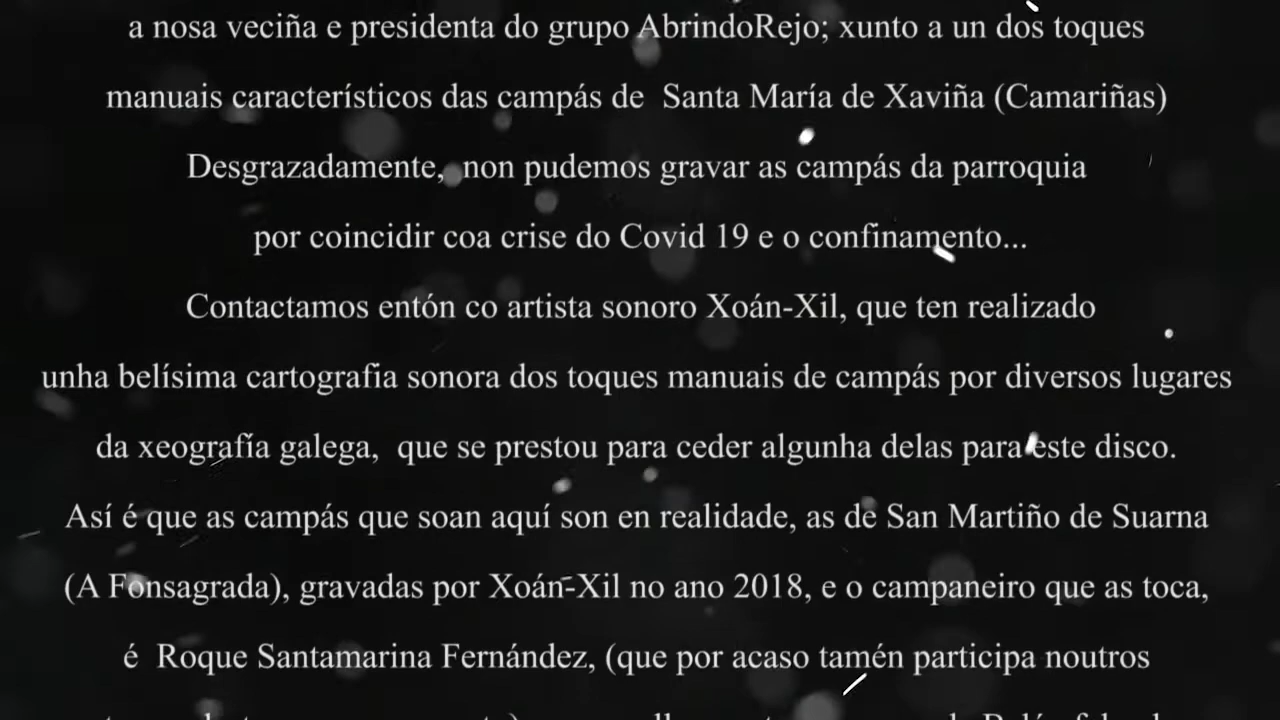 a nosa veciña e presidenta do grupo AbrindoRejo; xunto a un dos toques
manuais característicos das campás de Santa María de Xaviña (Camariñas)
Desgrazadamente, non pudemos gravar as campás da parroquia
por coincidir coa crise do Covid 19 e o confinamento...
Contactamos entón co artista sonoro Xoán-Xil, que ten realizado
unha belísima cartografia sonora dos toques manuais de campás por diversos lugares
da xeografía galega, que se prestou para ceder algunha delas para este disco.
Así é que as campás que soan aquí son en realidade, as de San Martiño de Suarna
(A Fonsagrada), gravadas por Xoán-Xil no ano 2018, e o campaneiro que as toca,
é Roque Santamarina Fernández, (que por acaso tamén participa noutros